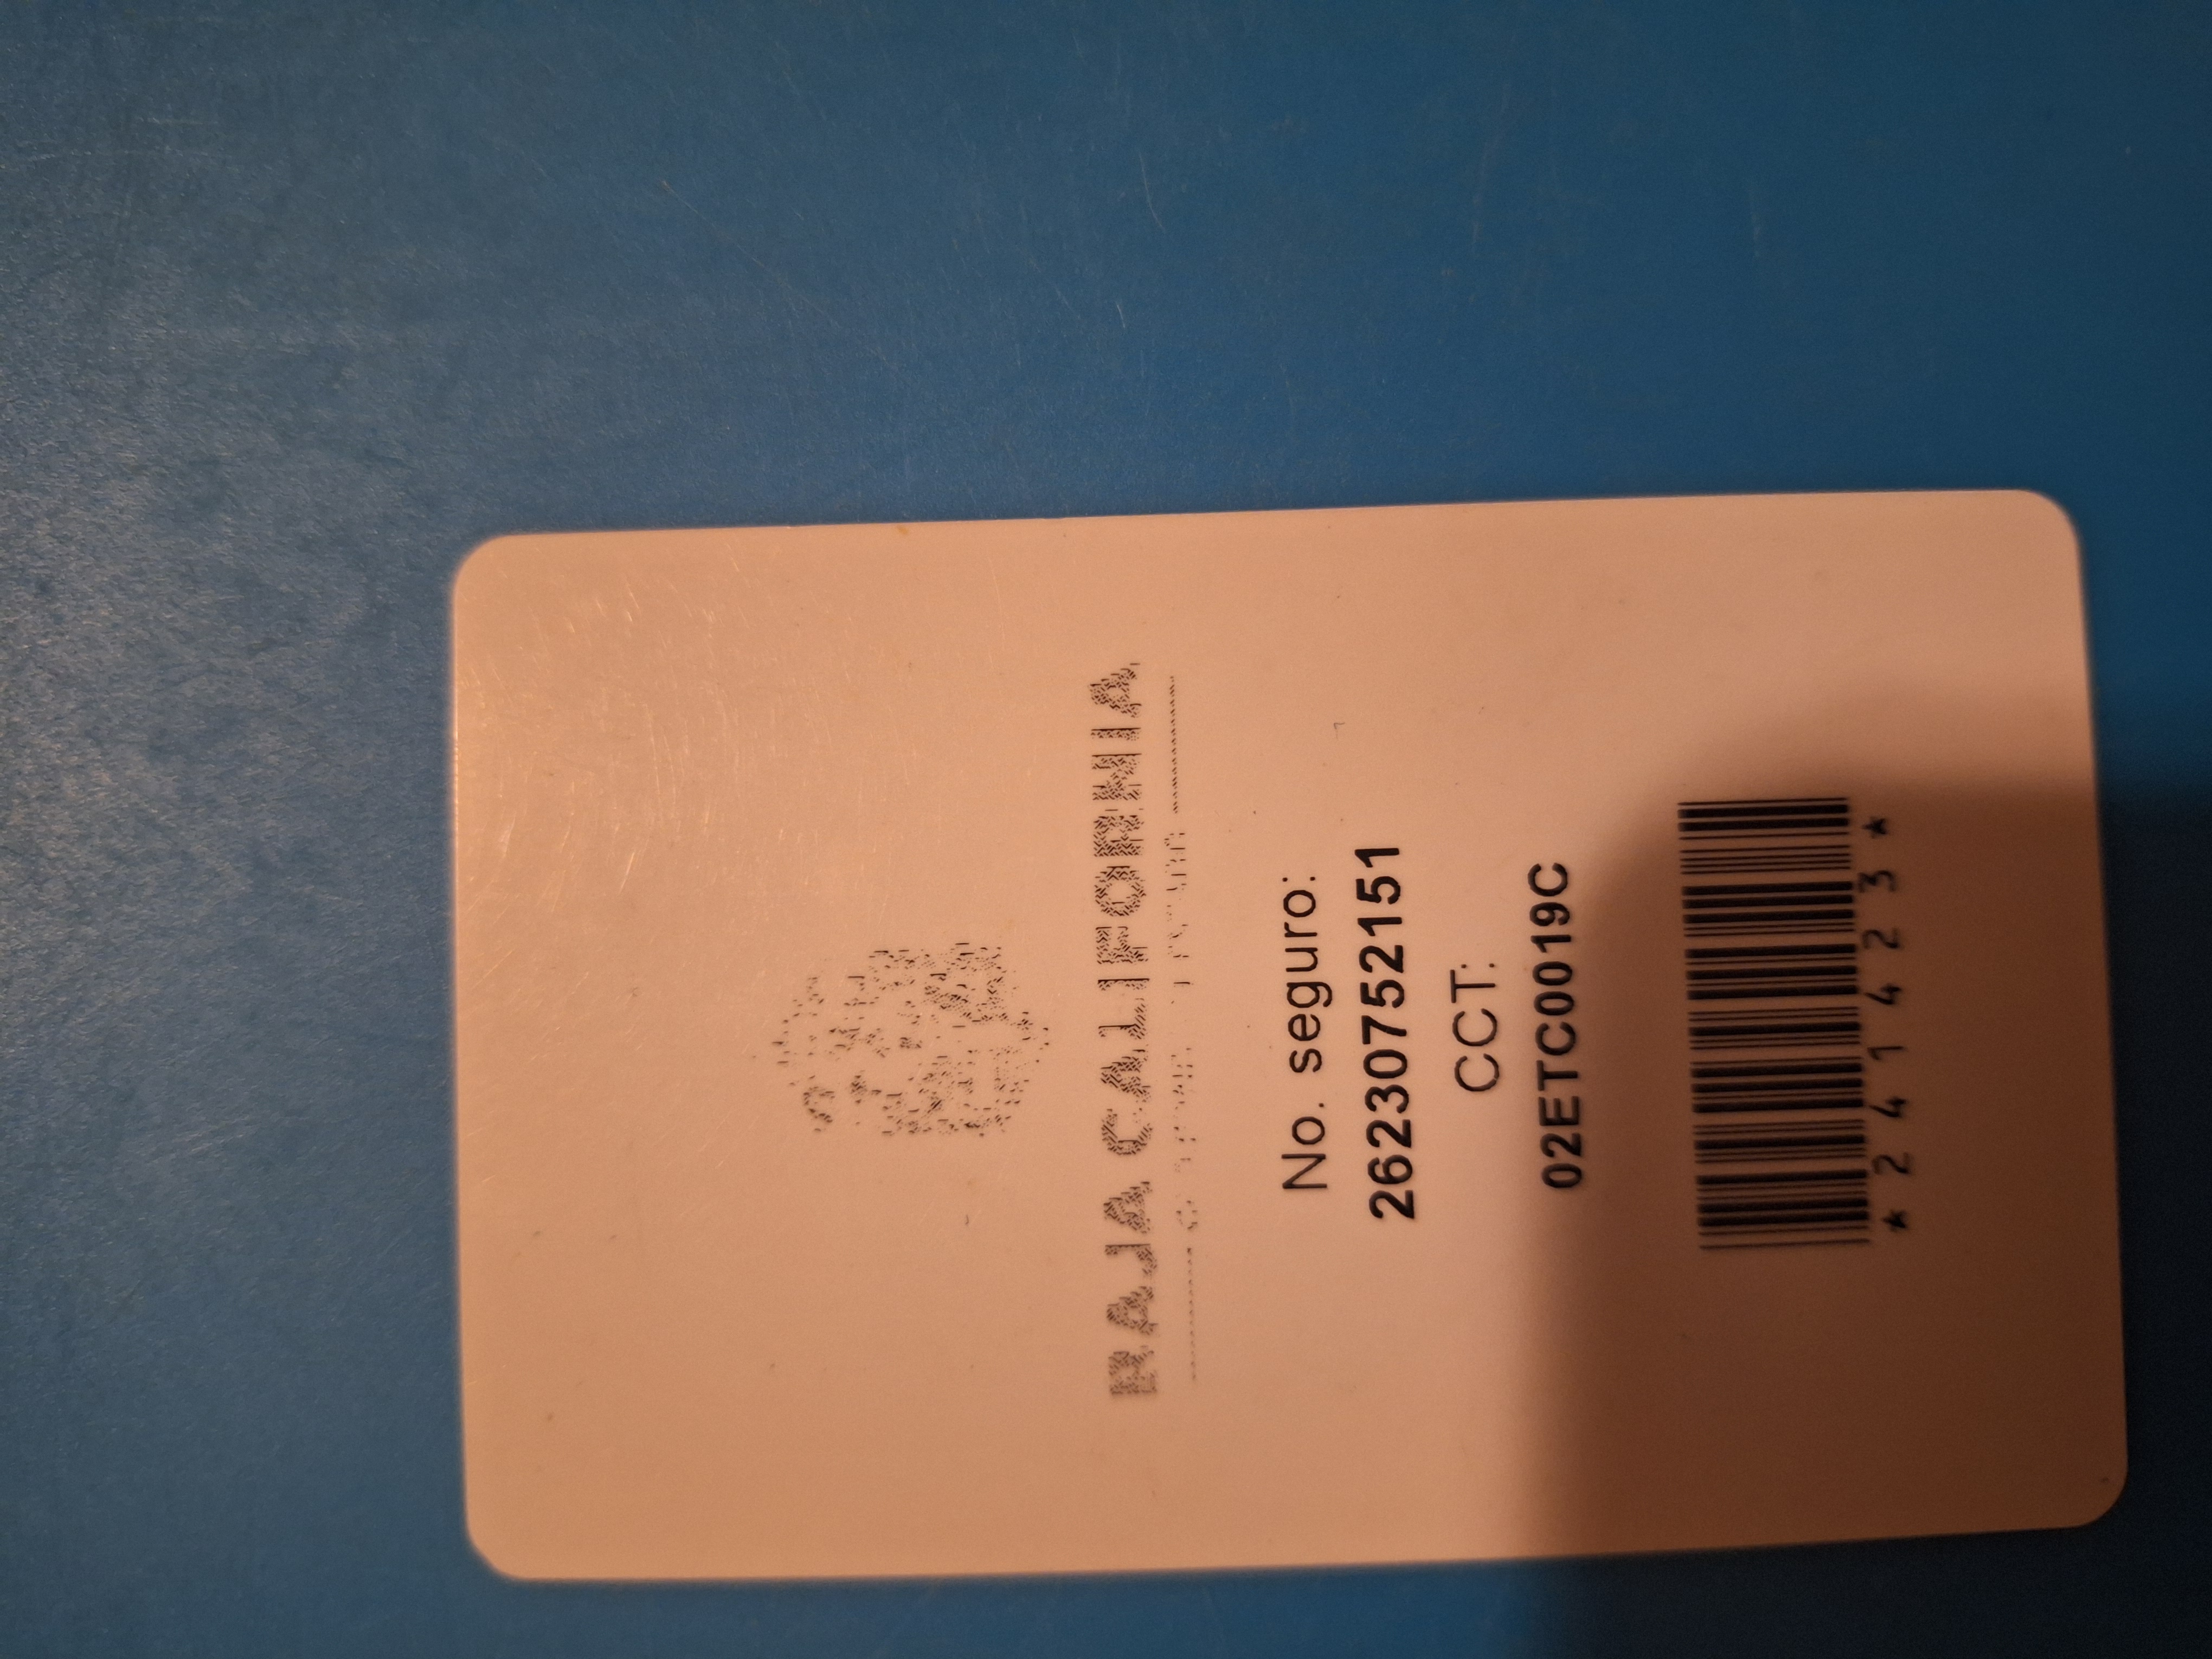 BAJA CALIFORNIA
No. seguro:
26230752151
CCT:
02ETC0019C
*241423*